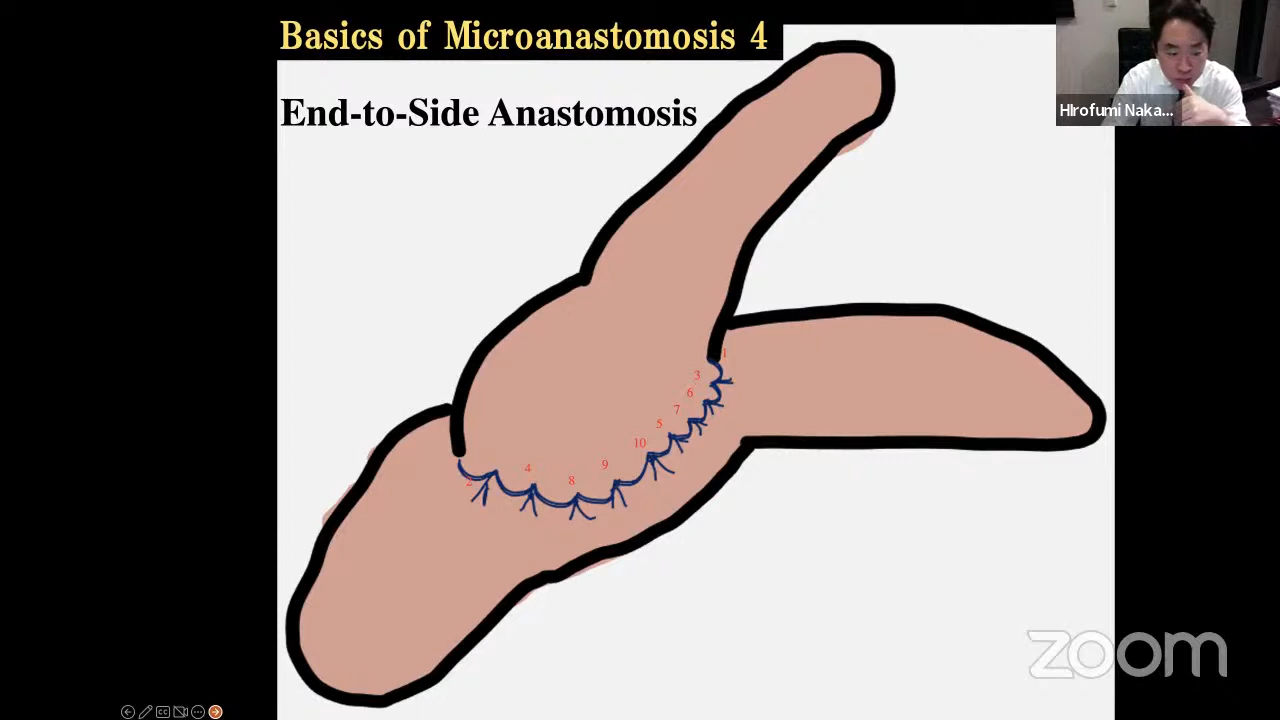 Basics of Microanastomosis 4
End-to-Side Anastomosis
HIrofumi Naka...
1
3
6
7
5
10
9
4
8
2
zoom